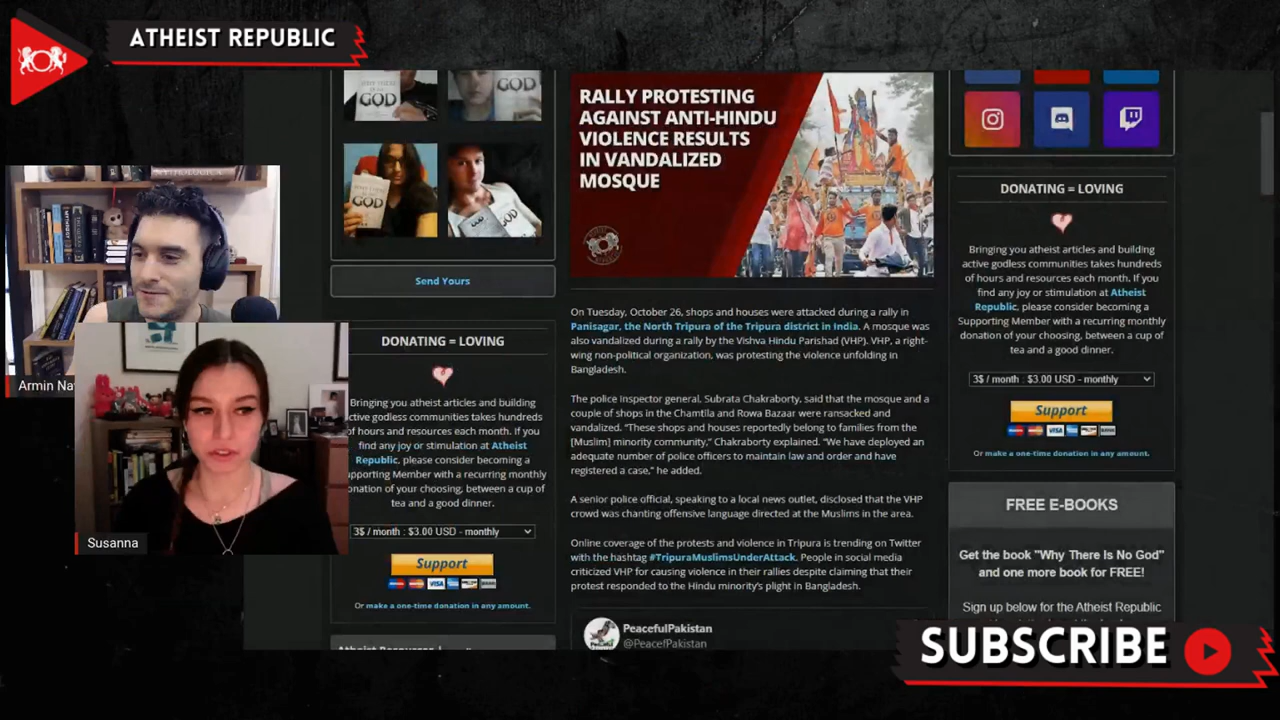 ATHEIST REPUBLIC
GOD
GOD
GOD
GOD
Send Yours
DONATING = LOVING
Bringing you atheist articles and building
active godless communities takes hundreds
of hours and resources each month. If you
find any joy or stimulation at Atheist
Republic, please consider becoming a
upporting Member with a recurring monthly
onation of your choosing, between a cup of
tea and a good dinner.
3$ / month : $3.00 USD - monthly
Support
VISA
Or make a one-time donation in any amount.
Armin Na
Susanna
RALLY PROTESTING
AGAINST ANTI-HINDU
VIOLENCE RESULTS
IN VANDALIZED
MOSQUE
On Tuesday, October 26, shops and houses were attacked during a rally in
Panisagar, the North Tripura of the Tripura district in India. A mosque was
also vandalized during a rally by the Vishva Hindu Parishad (VHP). VHP, a right-
wing non-political organization, was protesting the violence unfolding in
Bangladesh.
The police inspector general, Subrata Chakraborty, said that the mosque and a
couple of shops in the Chamtila and Rowa Bazaar were ransacked and
vandalized. “These shops and houses reportedly belong to families from the
[Muslim] minority community,” Chakraborty explained. “We have deployed an
adequate number of police officers to maintain law and order and have
registered a case,” he added.
A senior police official, speaking to a local news outlet, disclosed that the VHP
crowd was chanting offensive language directed at the Muslims in the area.
Online coverage of the protests and violence in Tripura is trending on Twitter
with the hashtag #TripuraMuslimsUnderAttack. People in social media
criticized VHP for causing violence in their rallies despite claiming that their
protest responded to the Hindu minority’s plight in Bangladesh.
PeacefulPakistan
@PeacefPakistan
DONATING = LOVING
Bringing you atheist articles and building
active godless communities takes hundreds
of hours and resources each month. If you
find any joy or stimulation at Atheist
Republic, please consider becoming a
Supporting Member with a recurring monthly
donation of your choosing, between a cup of
tea and a good dinner.
3$ / month : $3.00 USD - monthly
Support
VISA
Or make a one-time donation in any amount.
FREE E-BOOKS
Get the book "Why There Is No God"
and one more book for FREE!
Sign up below for the Atheist Republic
SUBSCRIBE